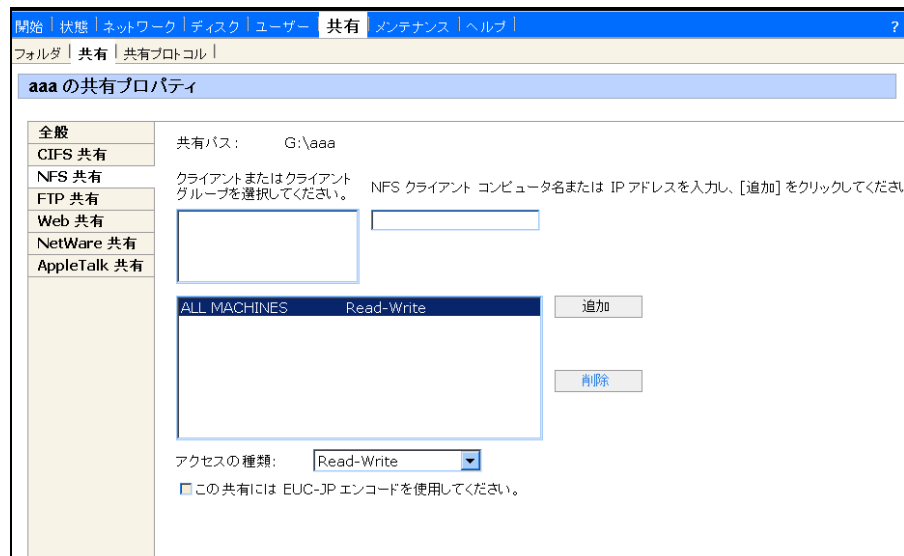 開始 | 状態 | ネットワーク | ディスク | ユーザー | 共有 | メンテナンス | ヘルプ | ?
フォルダ | 共有 | 共有プロトコル |
aaa の共有プロパティ
全般
CIFS 共有
NFS 共有
FTP 共有
Web 共有
NetWare 共有
AppleTalk 共有
共有パス: G:\aaa
クライアントまたはクライアント
グループを選択してください。
NFS クライアント コンピュータ名または IP アドレスを入力し、[追加] をクリックしてくださ
ALL MACHINES Read-Write
追加
削除
アクセスの種類: Read-Write
この共有には EUC-JP エンコードを使用してください。